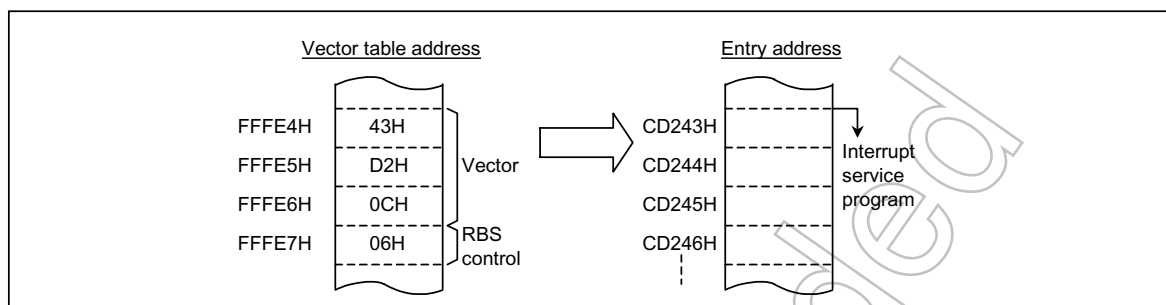 Vector table address
Entry address
FFFE4H 43H
FFFE5H D2H
FFFE6H 0CH
FFFE7H 06H
Vector
RBS
control
CD243H
CD244H
CD245H
CD246H
Interrupt
service
program
ded